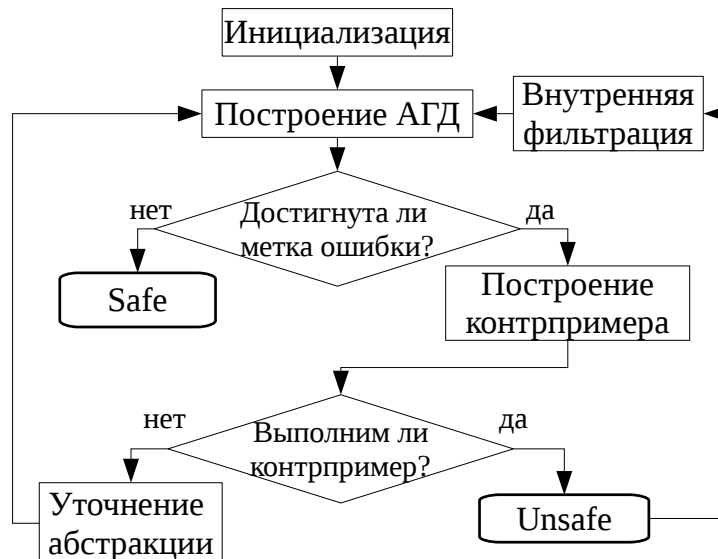 Инициализация
Построение АГД
Внутренняя
фильтрация
нет
Достигнута ли
метка ошибки?
да
Safe
Построение
контрпримера
нет
Выполним ли
контрпример?
да
Уточнение
абстракции
Unsafe